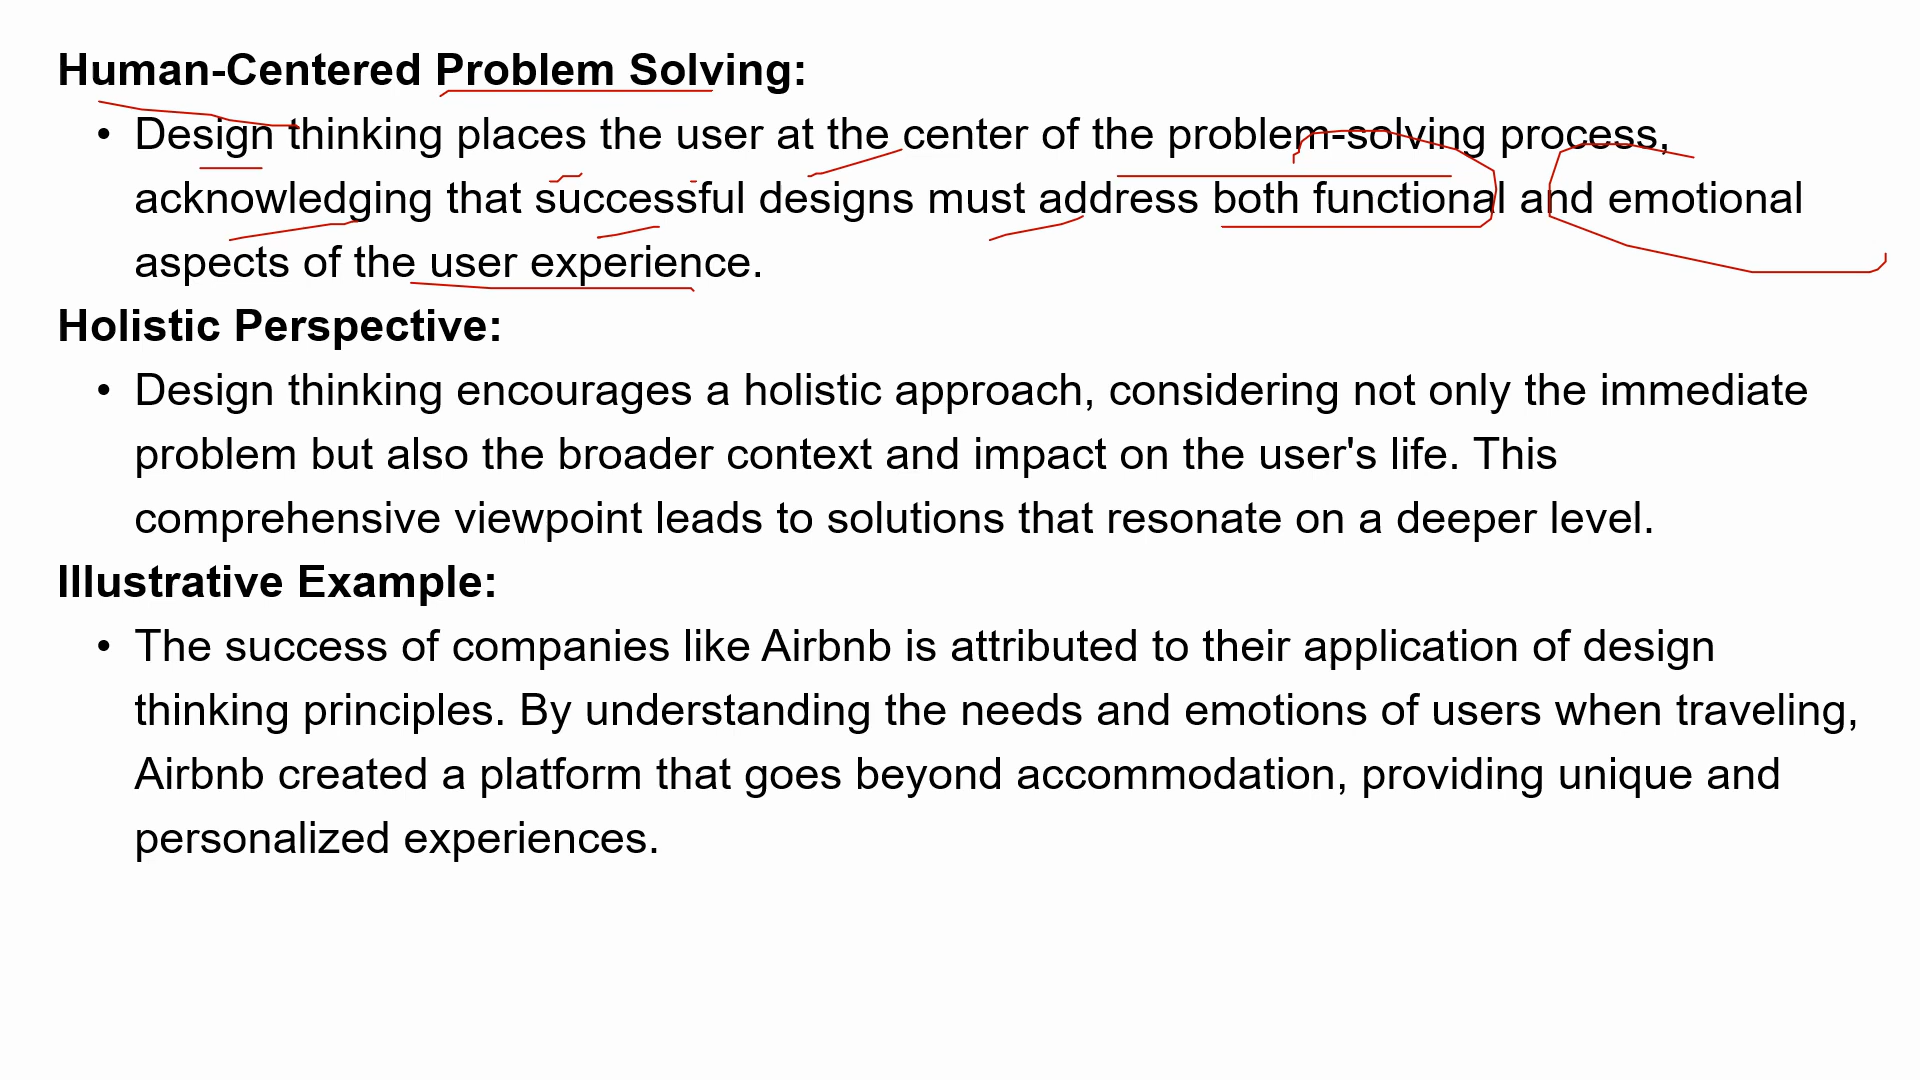 Human-Centered Problem Solving:
• Design thinking places the user at the center of the problem-solving process,
acknowledging that successful designs must address both functional and emotional
aspects of the user experience.
Holistic Perspective:
• Design thinking encourages a holistic approach, considering not only the immediate
problem but also the broader context and impact on the user's life. This
comprehensive viewpoint leads to solutions that resonate on a deeper level.
Illustrative Example:
• The success of companies like Airbnb is attributed to their application of design
thinking principles. By understanding the needs and emotions of users when traveling,
Airbnb created a platform that goes beyond accommodation, providing unique and
personalized experiences.